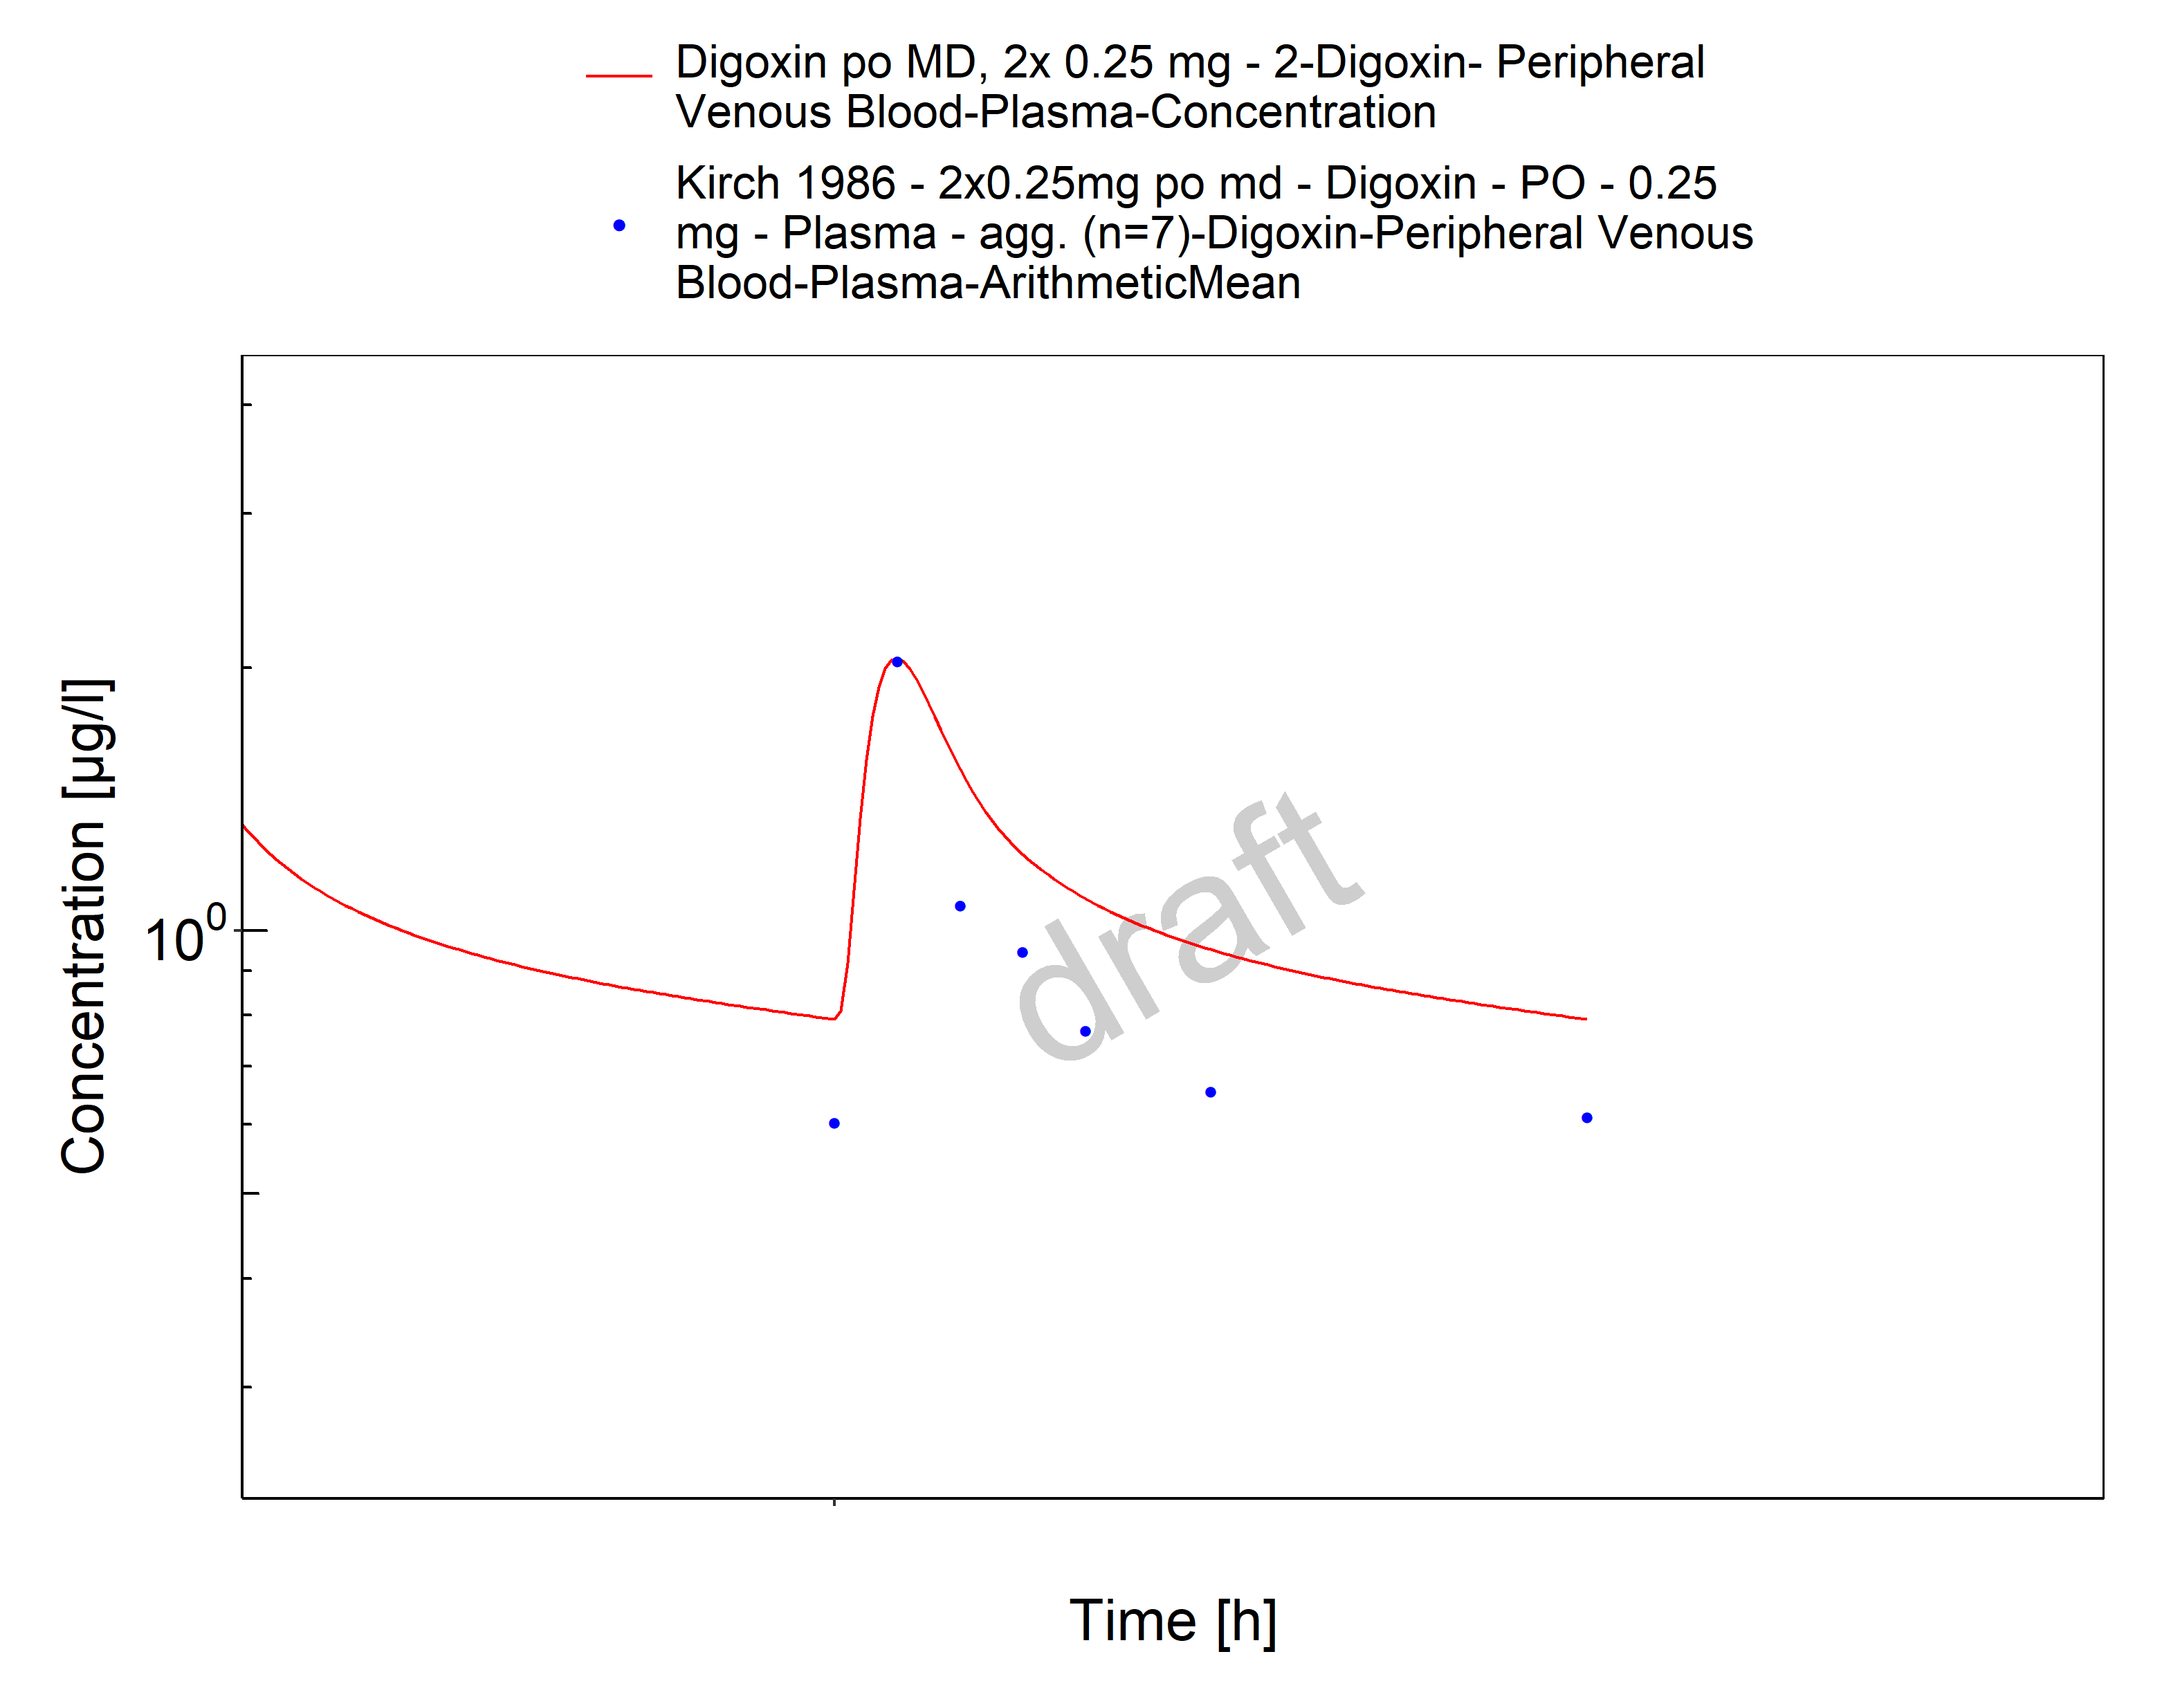 Digoxin po MD, 2x 0.25 mg - 2-Digoxin- Peripheral
Venous Blood-Plasma-Concentration
Kirch 1986 - 2x0.25mg po md - Digoxin - PO - 0.25
mg - Plasma - agg. (n=7)-Digoxin-Peripheral Venous
Blood-Plasma-ArithmeticMean
Concentration [µg/l]
10⁰
draft
Time [h]